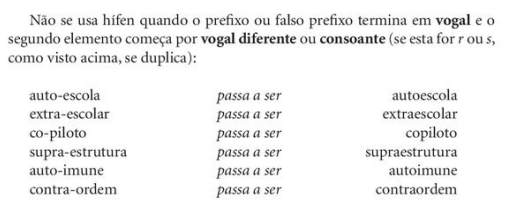 Não se usa hífen quando o prefixo ou falso prefixo termina em vogal e o
segundo elemento começa por vogal diferente ou consoante (se esta for r ou s,
como visto acima, se duplica):
auto-escola passa a ser autoescola
extra-escolar passa a ser extraescolar
co-piloto passa a ser copiloto
supra-estrutura passa a ser supraestrutura
auto-imune passa a ser autoimune
contra-ordem passa a ser contraordem